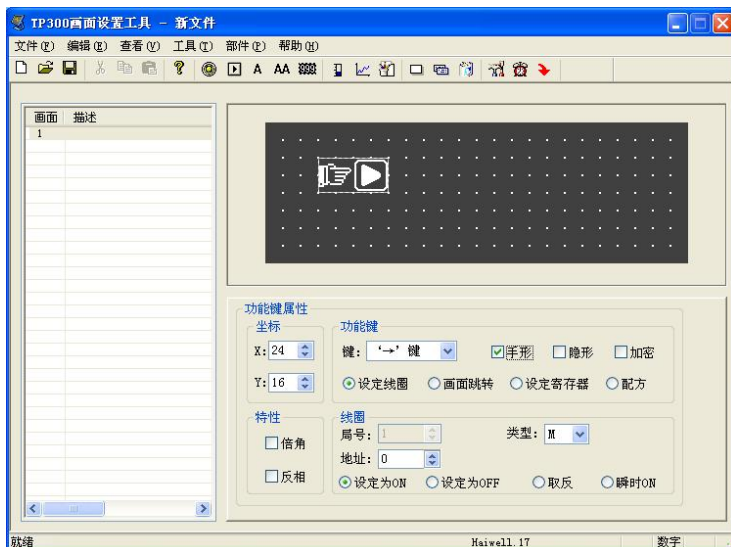 TP300画面设置工具 - 新文件
文件(F) 编辑(E) 查看(V) 工具(T) 部件(P) 帮助(H)
A AA
画面 描述
1
功能键属性
坐标
X: 24
Y: 16
功能键
键: ‘→’键
手形 隐形 加密
设定线圈 画面跳转 设定寄存器 配方
特性
倍角
反相
线圈
局号: 1 类型: M
地址: 0
设定为ON 设定为OFF 取反 瞬时ON
就绪 Haiwell.17 数字